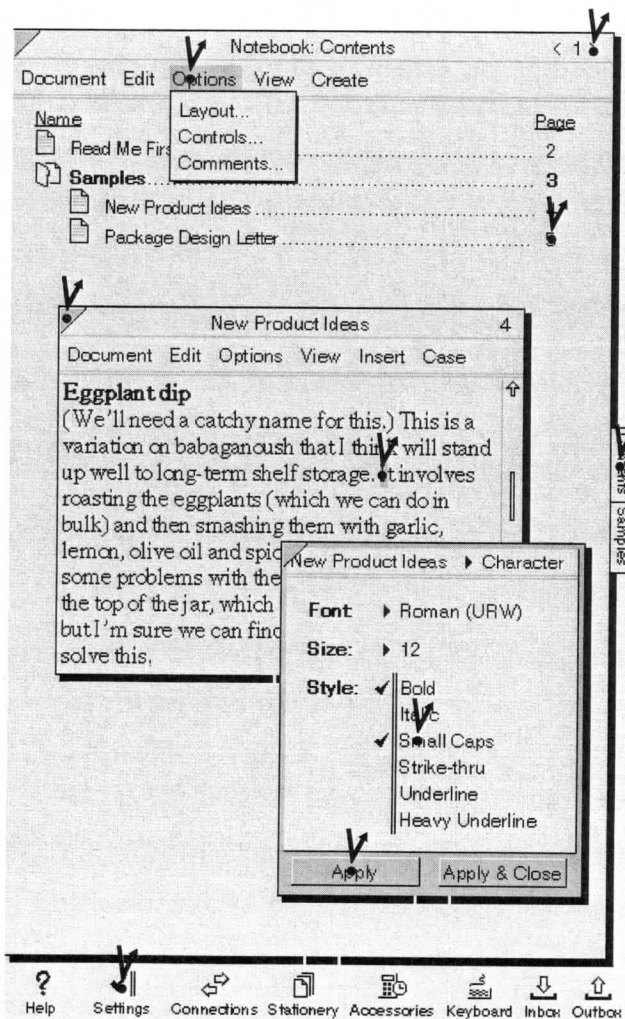 Notebook: Contents < 1
Document Edit Options View Create
Layout...
Controls...
Comments...
Name Page
Read Me Firs 2
Samples 3
New Product Ideas
Package Design Letter 5
New Product Ideas 4
Document Edit Options View Insert Case
Eggplant dip
(We'll need a catchy name for this.) This is a
variation on babaganoush that I think will stand
up well to long-term shelf storage. It involves
roasting the eggplants (which we can do in
bulk) and then smashing them with garlic,
lemon, olive oil and spic
some problems with the
the top of the jar, which
but I'm sure we can find
solve this.
New Product Ideas ▸ Character
Font: ▸ Roman (URW)
Size: ▸ 12
Style: ✓ Bold
Italic
✓ Small Caps
Strike-thru
Underline
Heavy Underline
Apply Apply & Close
Samples
? Help Settings Connections Stationery Accessories Keyboard Inbox Outbox